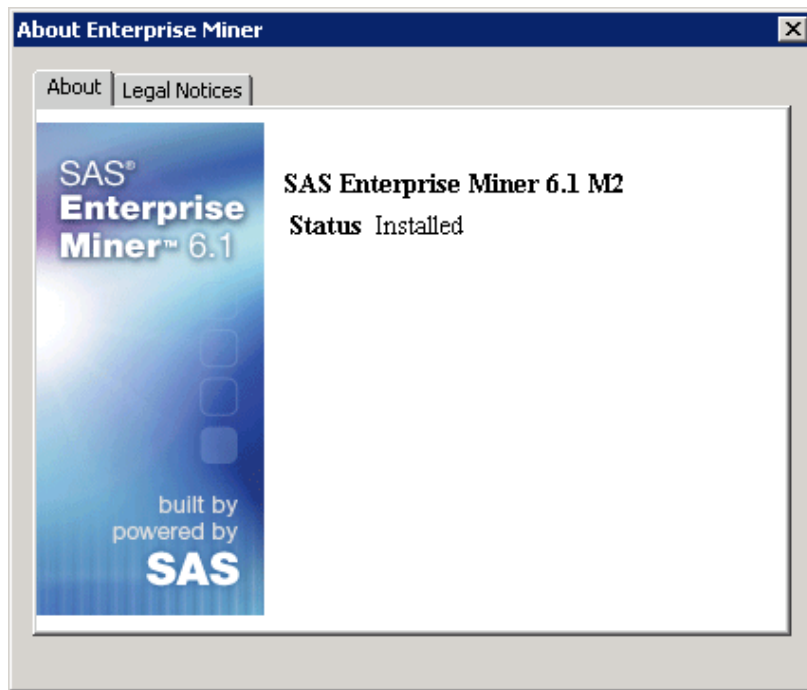 About Enterprise Miner
About
Legal Notices
SAS®
Enterprise
Miner™ 6.1
SAS Enterprise Miner 6.1 M2
Status Installed
built by
powered by
SAS